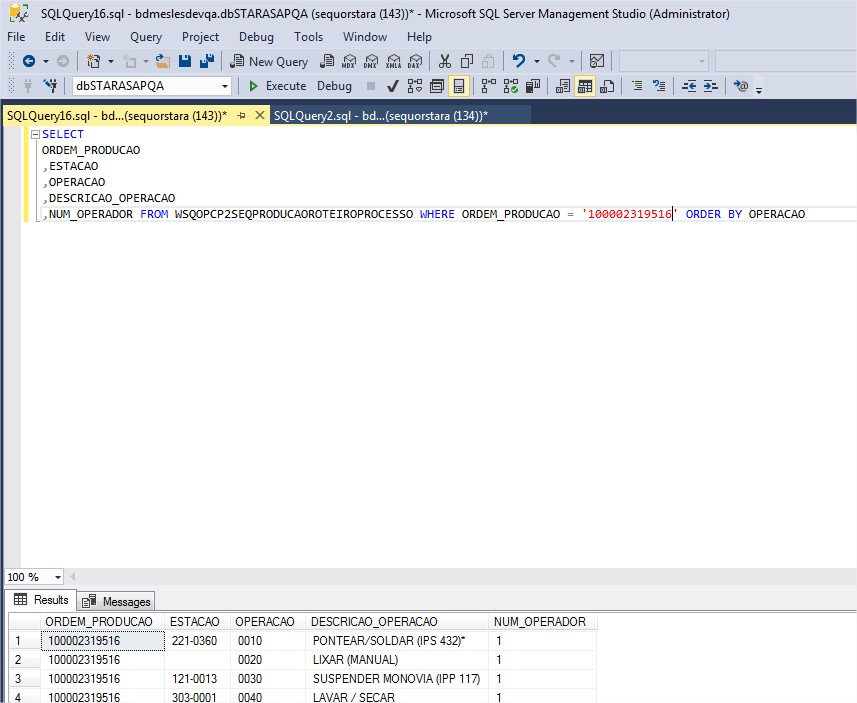 SQLQuery16.sql - bdmeslesdevqa.dbSTARASAPQA (sequorstara (143))* - Microsoft SQL Server Management Studio (Administrator)
File Edit View Query Project Debug Tools Window Help
New Query MDX DMX XMLA DAX
dbSTARASAPQA Execute Debug
SQLQuery16.sql - bd...(sequorstara (143))* SQLQuery2.sql - bd...(sequorstara (134))*
SELECT
ORDEM_PRODUCAO
,ESTACAO
,OPERACAO
,DESCRICAO_OPERACAO
,NUM_OPERADOR FROM WSQOPCP2SEQPRODUCAOROTEIROPROCESSO WHERE ORDEM_PRODUCAO = '100002319516' ORDER BY OPERACAO
100 %
Results Messages
ORDEM_PRODUCAO ESTACAO OPERACAO DESCRICAO_OPERACAO NUM_OPERADOR
1 100002319516 221-0360 0010 PONTEAR/SOLDAR (IPS 432)* 1
2 100002319516 0020 LIXAR (MANUAL) 1
3 100002319516 121-0013 0030 SUSPENDER MONOVIA (IPP 117) 1
4 100002319516 303-0001 0040 LAVAR / SECAR 1